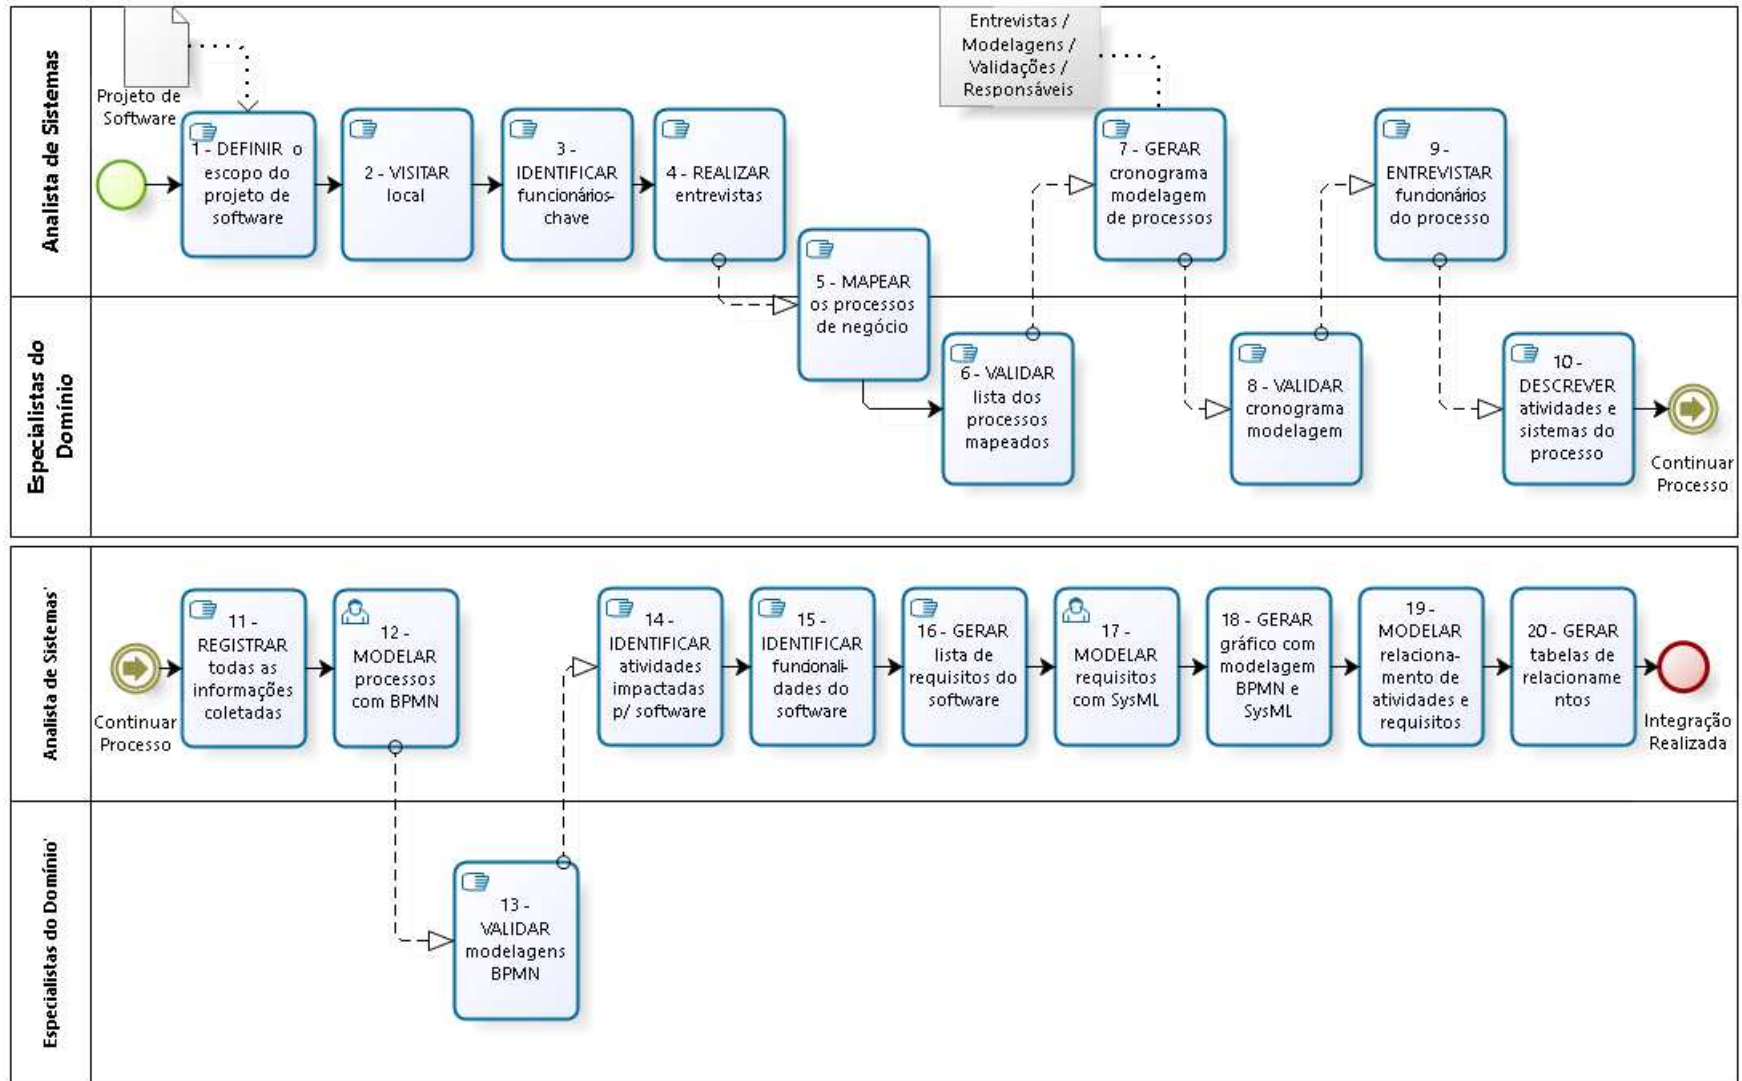 Analista de Sistemas
Projeto de
Software
1 - DEFINIR o
escopo do
projeto de
software
2 - VISITAR
local
3 -
IDENTIFICAR
funcionários-
chave
4 - REALIZAR
entrevistas
5 - MAPEAR
os processos
de negócio
Entrevistas /
Modelagens /
Validações /
Responsáveis
7 - GERAR
cronograma
modelagem
de processos
9 -
ENTREVISTAR
funcionários
do processo
Especialistas do
Domínio
6 - VALIDAR
lista dos
processos
mapeados
8 - VALIDAR
cronograma
modelagem
10 -
DESCREVER
atividades e
sistemas do
processo
Continuar
Processo
Analista de Sistemas'
Continuar
Processo
11 -
REGISTRAR
todas as
informações
coletadas
12 -
MODELAR
processos
com BPMN
14 -
IDENTIFICAR
atividades
impactadas
p/ software
15 -
IDENTIFICAR
funcionali-
dades do
software
16 - GERAR
lista de
requisitos do
software
17 -
MODELAR
requisitos
com SysML
18 - GERAR
gráfico com
modelagem
BPMN e
SysML
19 -
MODELAR
relaciona-
mento de
atividades e
requisitos
20 - GERAR
tabelas de
relacioname
ntos
Integração
Realizada
Especialistas do Domínio'
13 -
VALIDAR
modelagens
BPMN